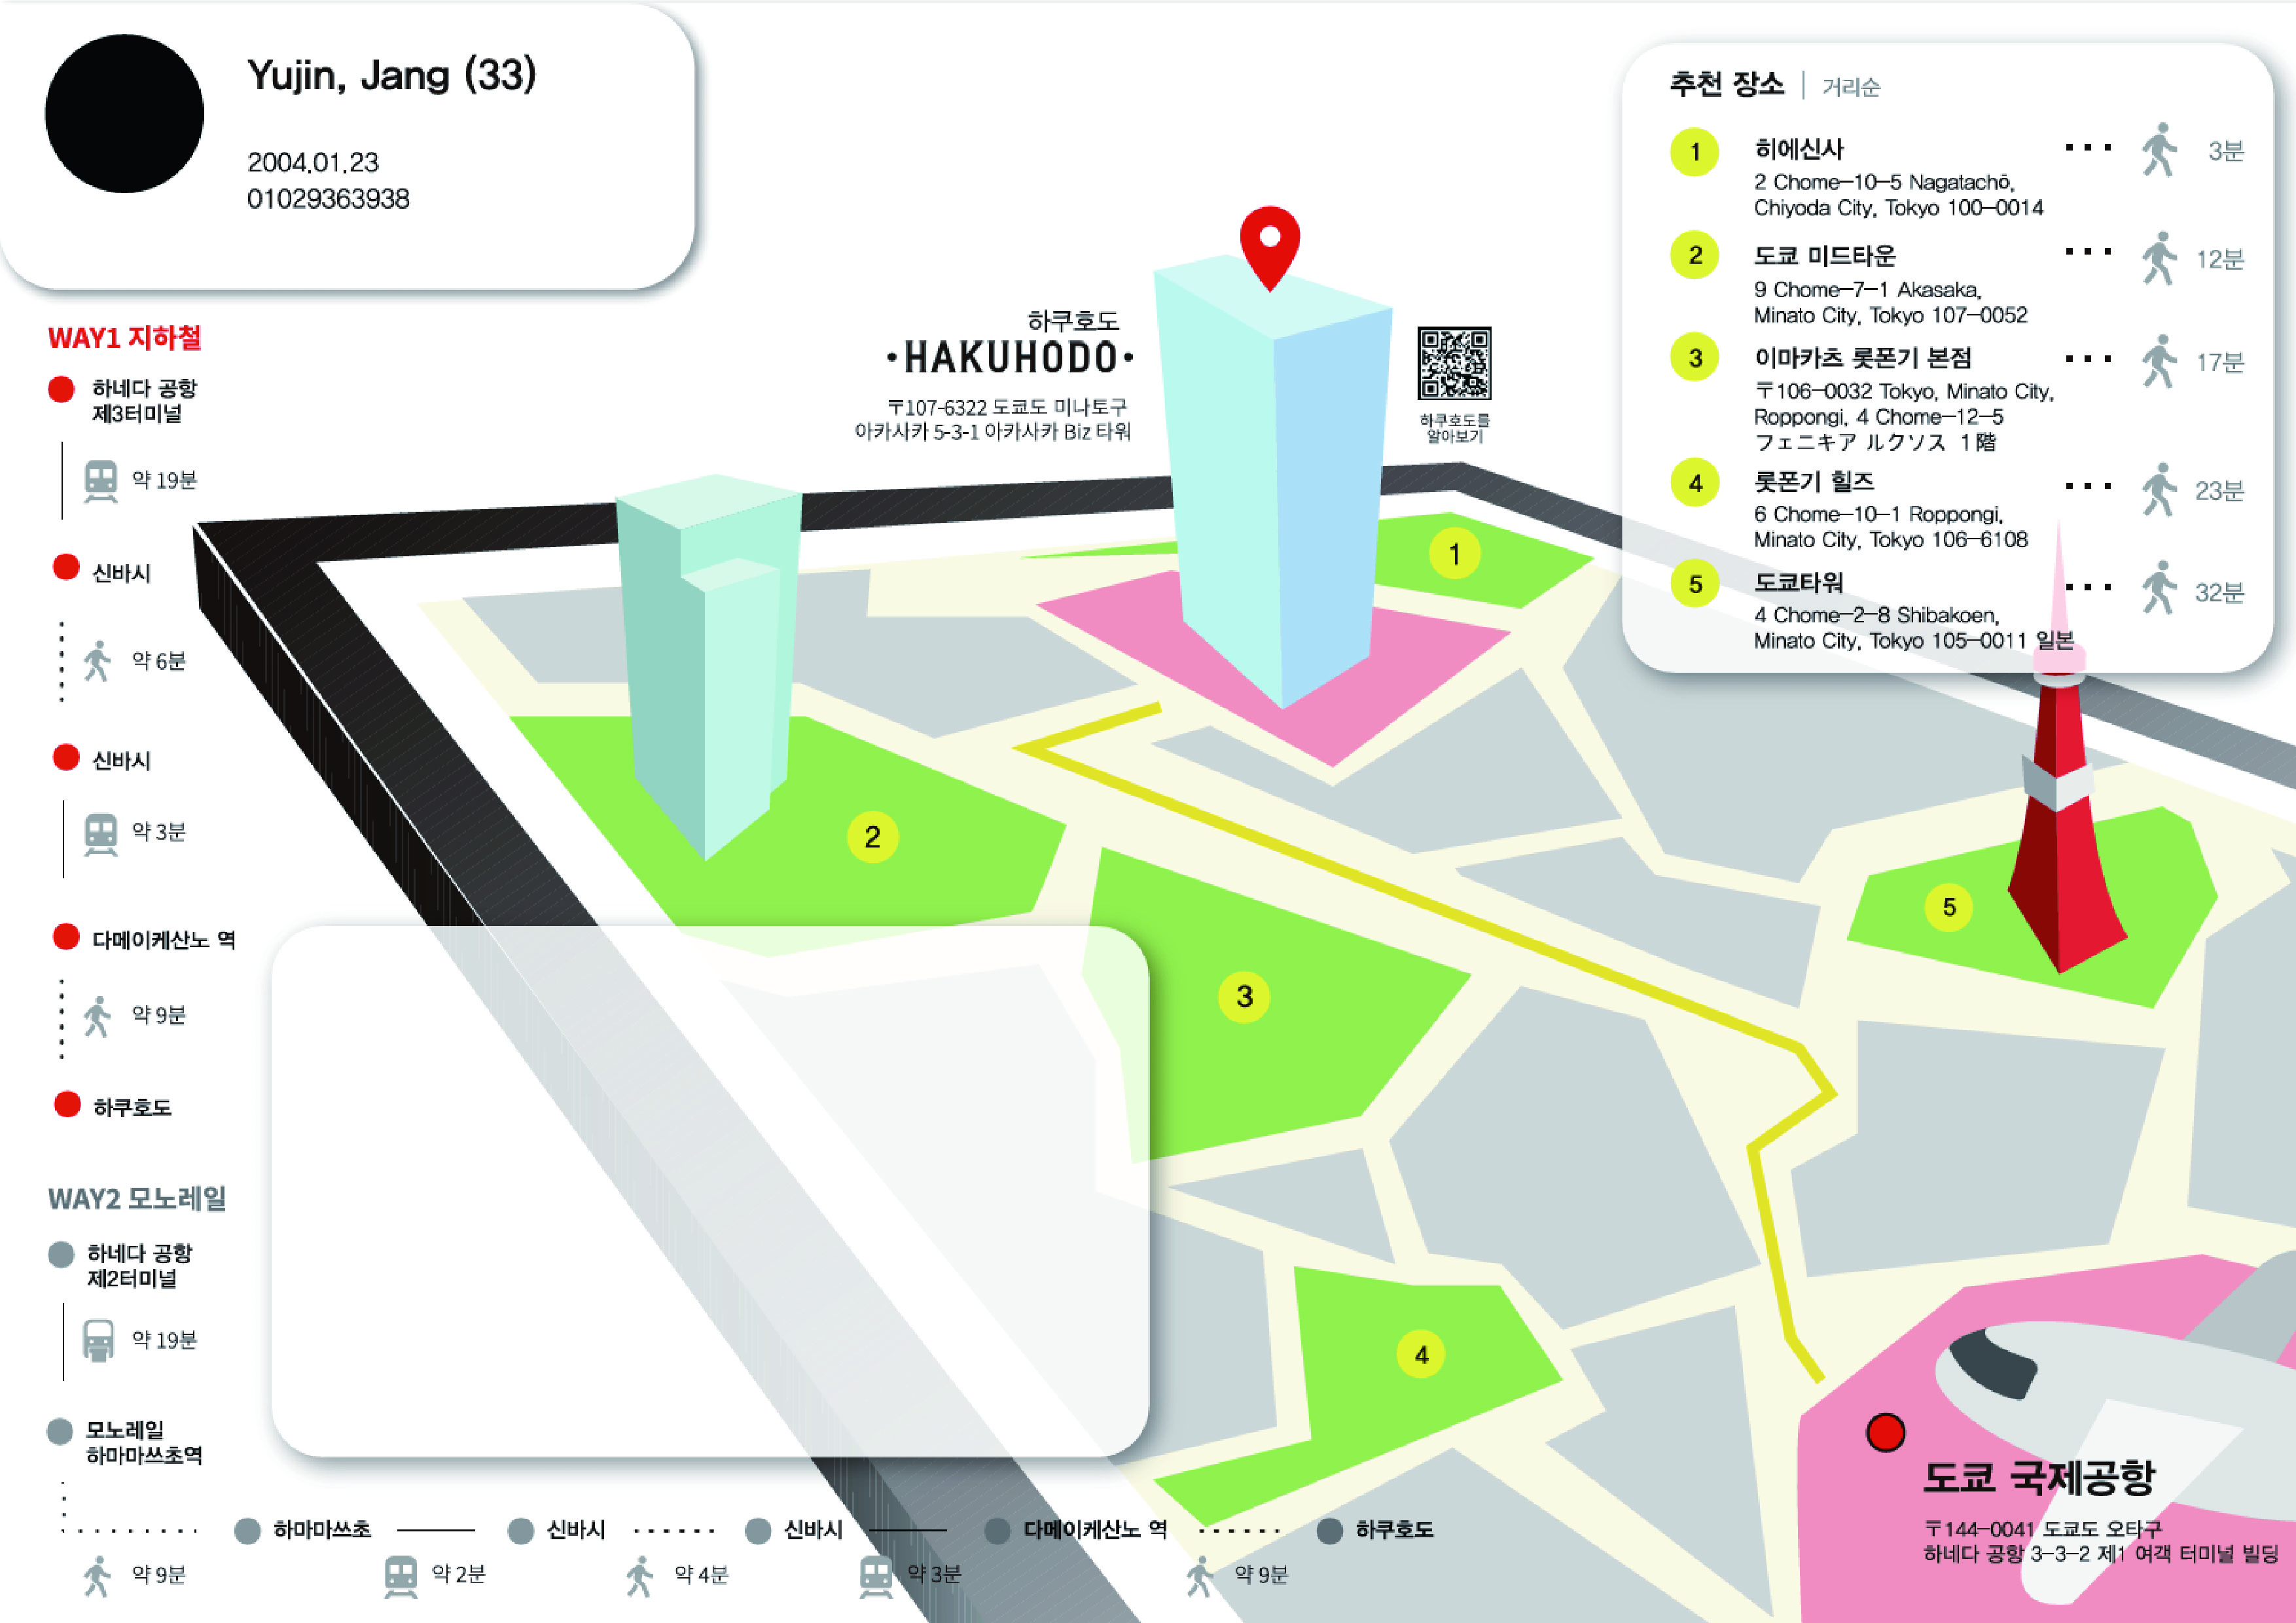 Yujin, Jang (33)
2004.01.23
01029363938
WAY1 지하철
하네다 공항
제3터미널
약 19분
신바시
약 6분
신바시
약 3분
다메이케산노 역
약 9분
하쿠호도
WAY2 모노레일
하네다 공항
제2터미널
약 19분
모노레일
하마마쓰초역
약 9분
하마마쓰초
약 2분
신바시
약 4분
신바시
약 3분
다메이케산노 역
약 9분
하쿠호도
하쿠호도
·HAKUHODO·
〒107-6322 도쿄도 미나토구
아카사카 5-3-1 아카사카 Biz 타워
하쿠호도를
알아보기
추천 장소 | 거리순
1 히에신사 ··· 3분
2 Chome-10-5 Nagatachō,
Chiyoda City, Tokyo 100-0014
2 도쿄 미드타운 ··· 12분
9 Chome-7-1 Akasaka,
Minato City, Tokyo 107-0052
3 이마카츠 롯폰기 본점 ··· 17분
〒106-0032 Tokyo, Minato City,
Roppongi, 4 Chome-12-5
フェニキア ルクソス 1階
4 롯폰기 힐즈 ··· 23분
6 Chome-10-1 Roppongi,
Minato City, Tokyo 106-6108
5 도쿄타워 ··· 32분
4 Chome-2-8 Shibakoen,
Minato City, Tokyo 105-0011 일본
1
2
3
4
5
도쿄 국제공항
〒144-0041 도쿄도 오타구
하네다 공항 3-3-2 제1 여객 터미널 빌딩